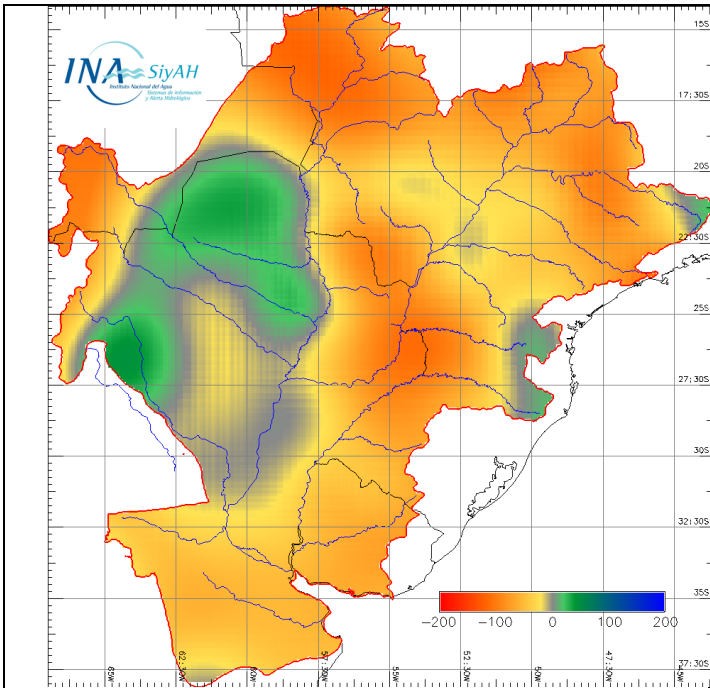 INA SiyAH
Instituto Nacional del Agua
Sistemas de Información
y Alerta Hidrológico
15S
17:30S
20S
22:30S
25S
27:30S
30S
32:30S
35S
37:30S
−200 −100 0 100 200
65W 62:30W 60W 57:30W 55W 52:30W 50W 47:30W 45W